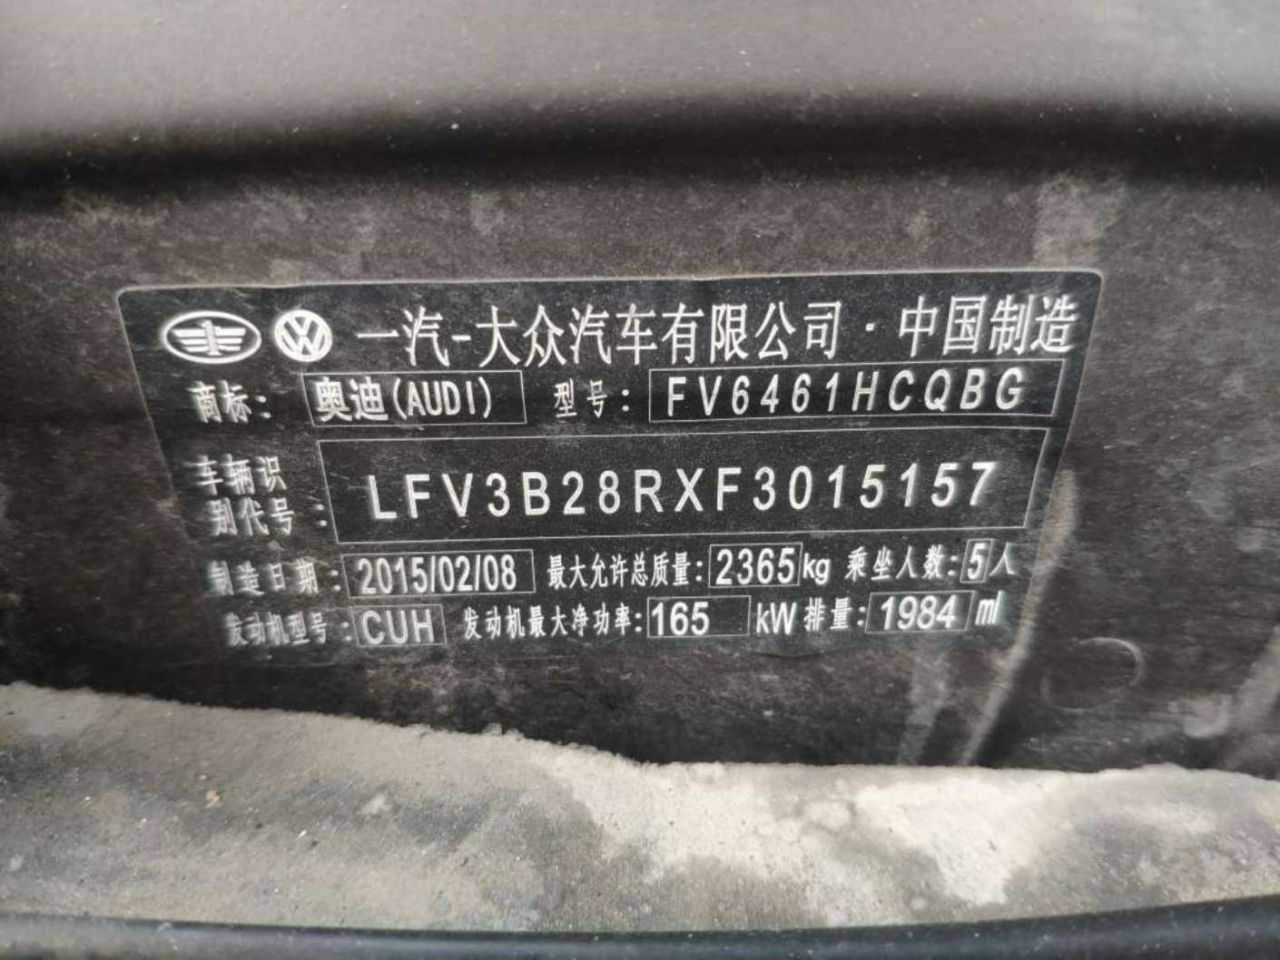 一汽-大众汽车有限公司·中国制造
商标: 奥迪(AUDI) 型号: FV6461HCQBG
车辆识
别代号: LFV3B28RXF3015157
制造日期: 2015/02/08 最大允许总质量: 2365kg 乘坐人数: 5人
发动机型号: CUH 发动机最大净功率: 165 kW 排量: 1984 ml